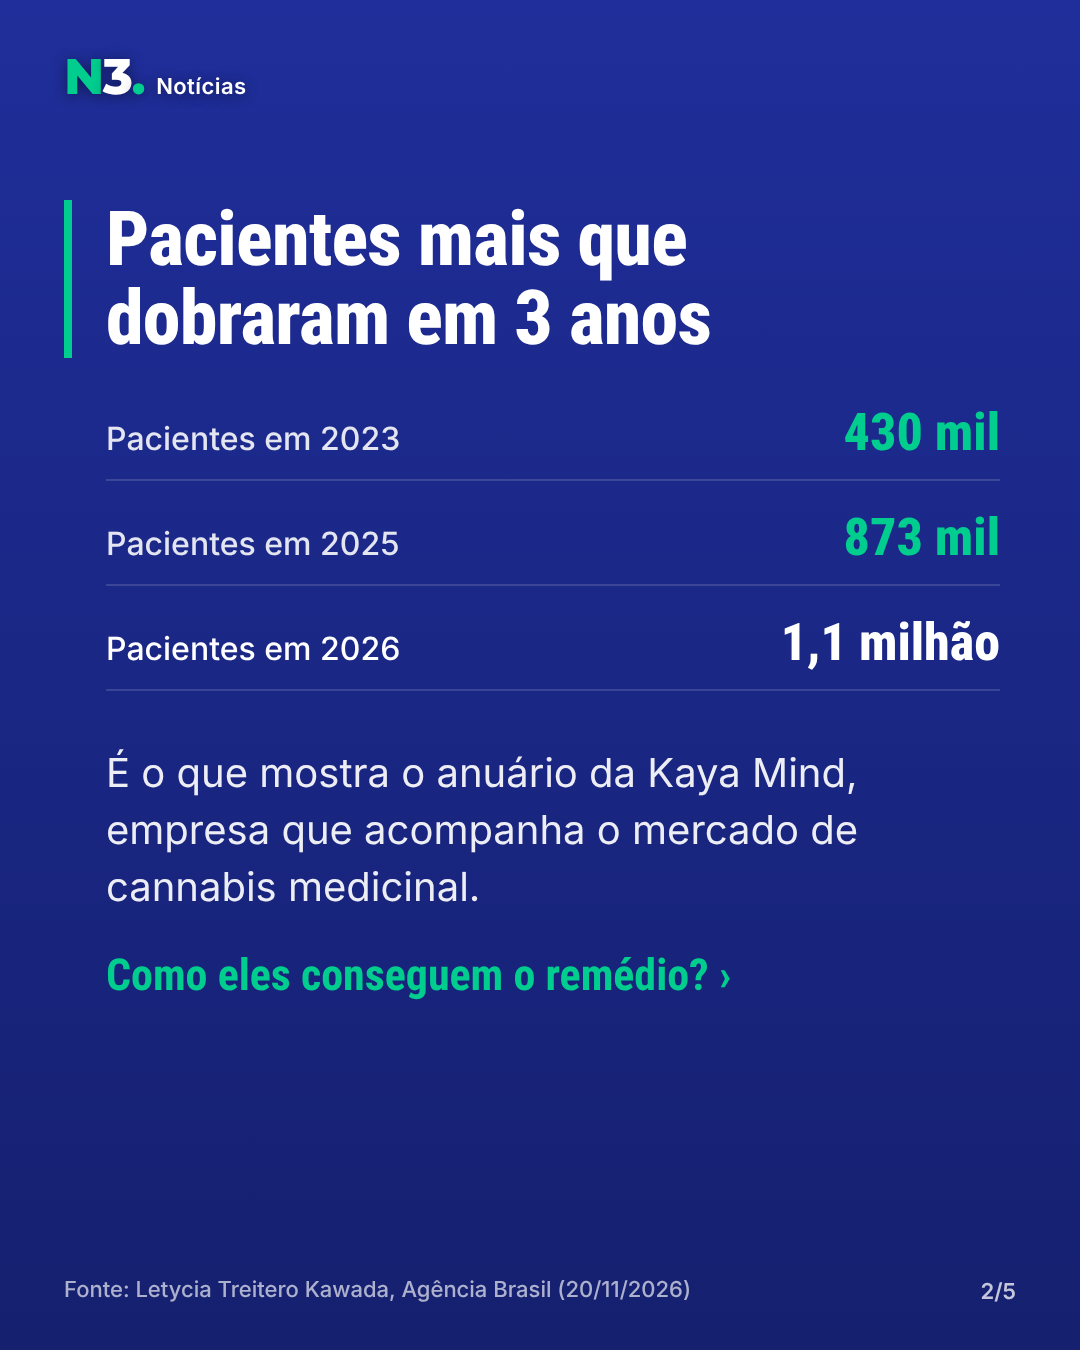 N3. Notícias
Pacientes mais que
dobraram em 3 anos
Pacientes em 2023 430 mil
Pacientes em 2025 873 mil
Pacientes em 2026 1,1 milhão
É o que mostra o anuário da Kaya Mind,
empresa que acompanha o mercado de
cannabis medicinal.
Como eles conseguem o remédio? ›
Fonte: Letycia Treitero Kawada, Agência Brasil (20/11/2026) 2/5